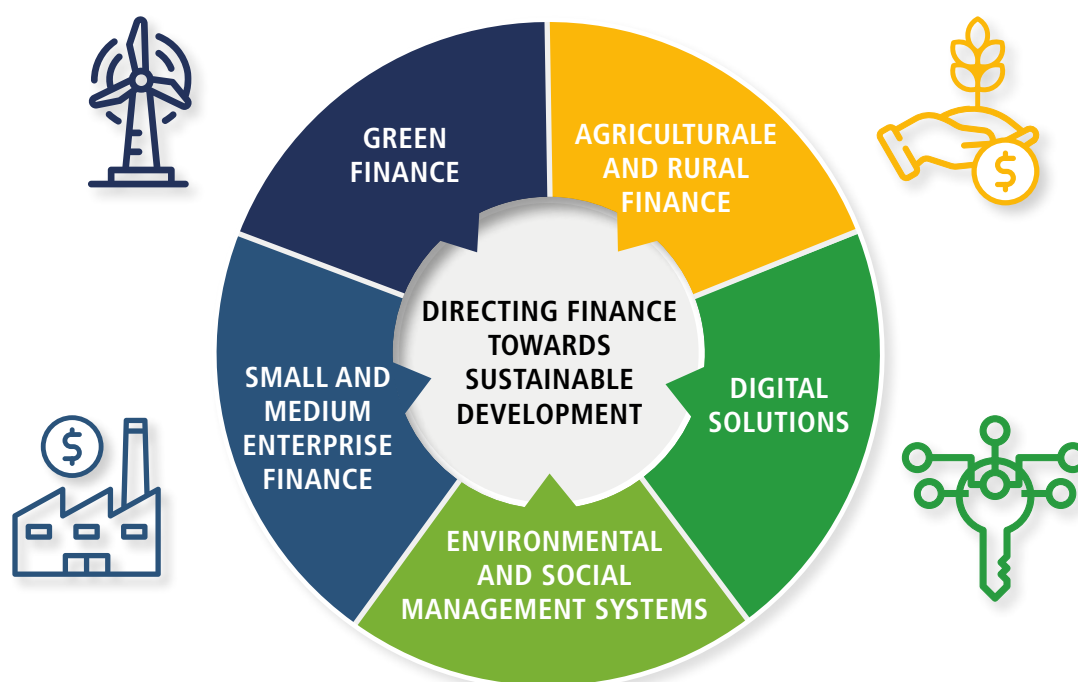 GREEN
FINANCE
AGRICULTURALE
AND RURAL
FINANCE
DIRECTING FINANCE
TOWARDS
SUSTAINABLE
DEVELOPMENT
SMALL AND
MEDIUM
ENTERPRISE
FINANCE
DIGITAL
SOLUTIONS
ENVIRONMENTAL
AND SOCIAL
MANAGEMENT SYSTEMS
$
$